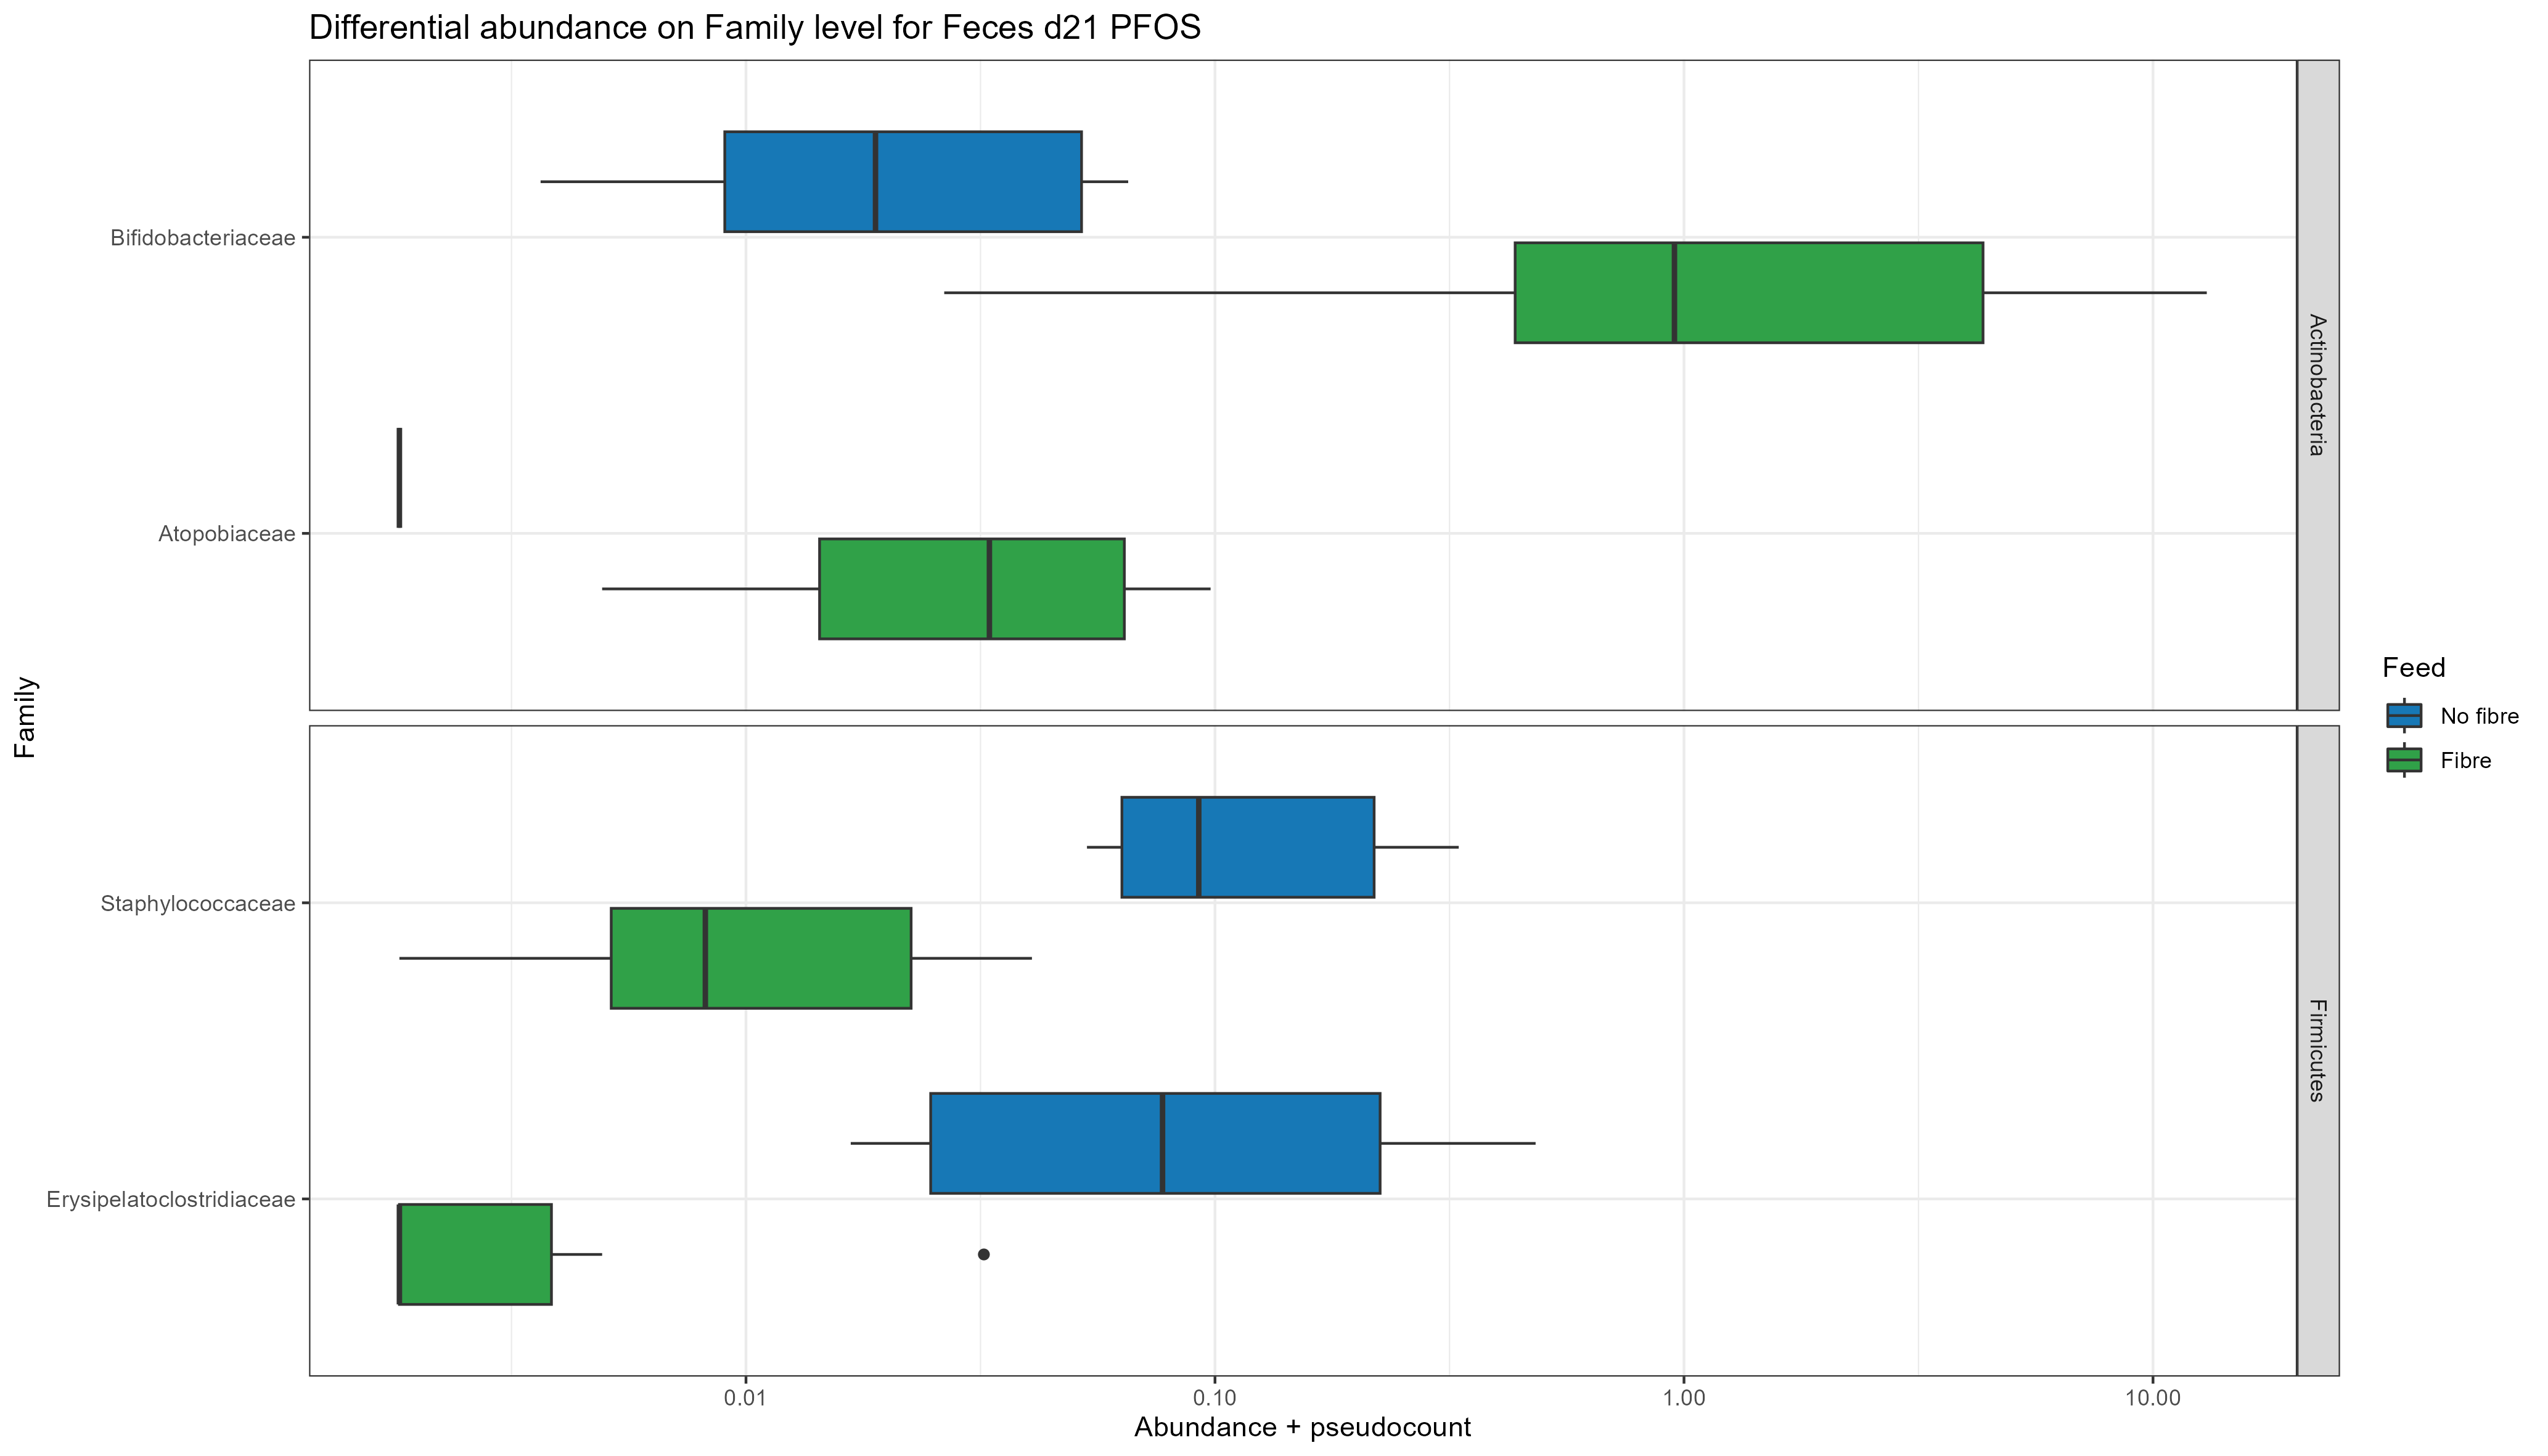 Differential abundance on Family level for Feces d21 PFOS
Family
Bifidobacteriaceae
Atopobiaceae
Actinobacteria
Staphylococcaceae
Erysipelatoclostridiaceae
Firmicutes
0.01
0.10
1.00
10.00
Abundance + pseudocount
Feed
No fibre
Fibre